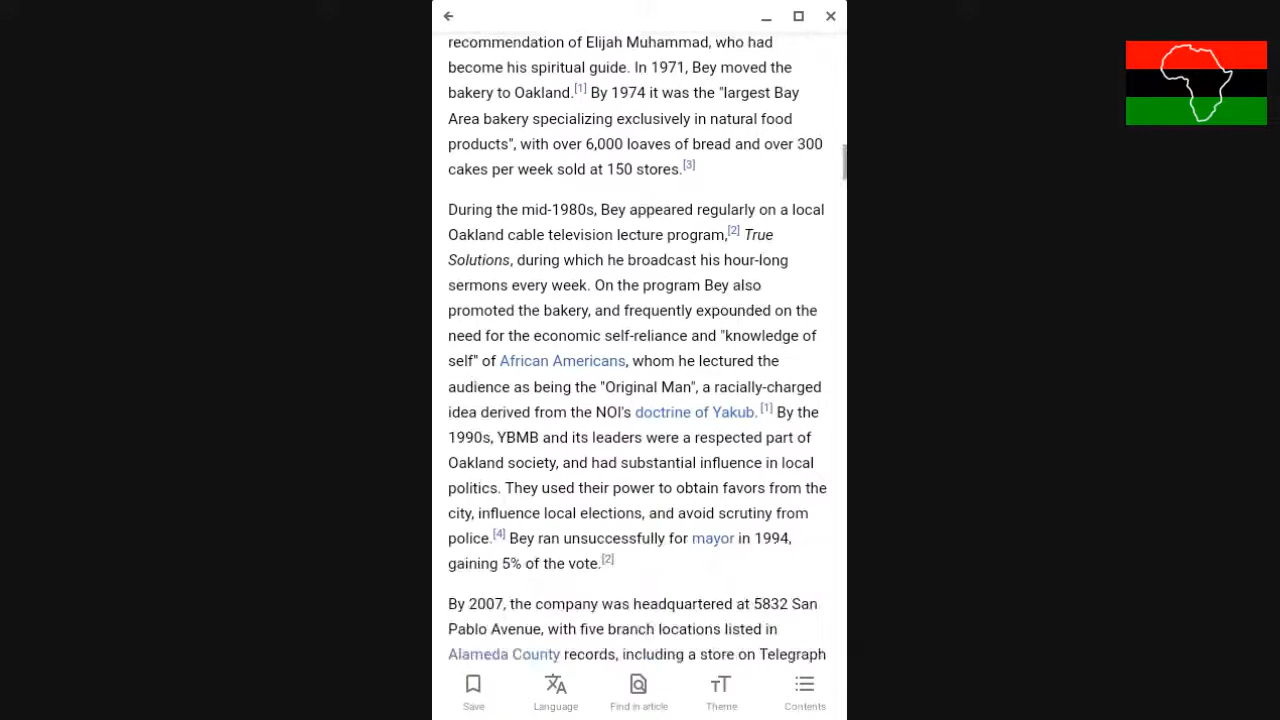 recommendation of Elijah Muhammad, who had
become his spiritual guide. In 1971, Bey moved the
bakery to Oakland.[1] By 1974 it was the "largest Bay
Area bakery specializing exclusively in natural food
products", with over 6,000 loaves of bread and over 300
cakes per week sold at 150 stores.[3]
During the mid-1980s, Bey appeared regularly on a local
Oakland cable television lecture program,[2] True
Solutions, during which he broadcast his hour-long
sermons every week. On the program Bey also
promoted the bakery, and frequently expounded on the
need for the economic self-reliance and "knowledge of
self" of African Americans, whom he lectured the
audience as being the "Original Man", a racially-charged
idea derived from the NOI's doctrine of Yakub.[1] By the
1990s, YBMB and its leaders were a respected part of
Oakland society, and had substantial influence in local
politics. They used their power to obtain favors from the
city, influence local elections, and avoid scrutiny from
police.[4] Bey ran unsuccessfully for mayor in 1994,
gaining 5% of the vote.[2]
By 2007, the company was headquartered at 5832 San
Pablo Avenue, with five branch locations listed in
Alameda County records, including a store on Telegraph
Save Language Find in article Theme Contents